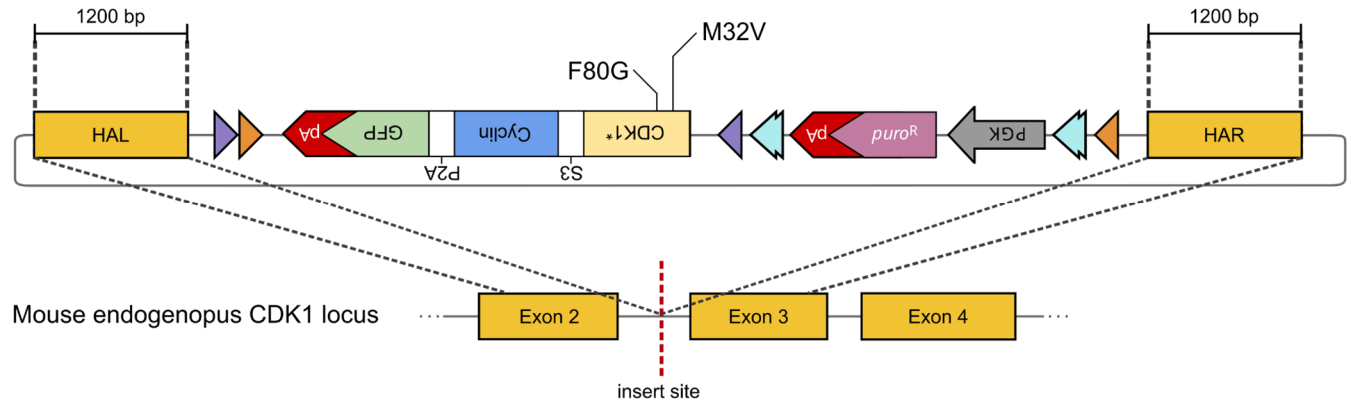 1200 bp
1200 bp
M32V
F80G
HAL
pA
GFP
Cyclin
CDK1*
pA
puroR
PGK
HAR
P2A
S3
Mouse endogenopus CDK1 locus
Exon 2
Exon 3
Exon 4
insert site